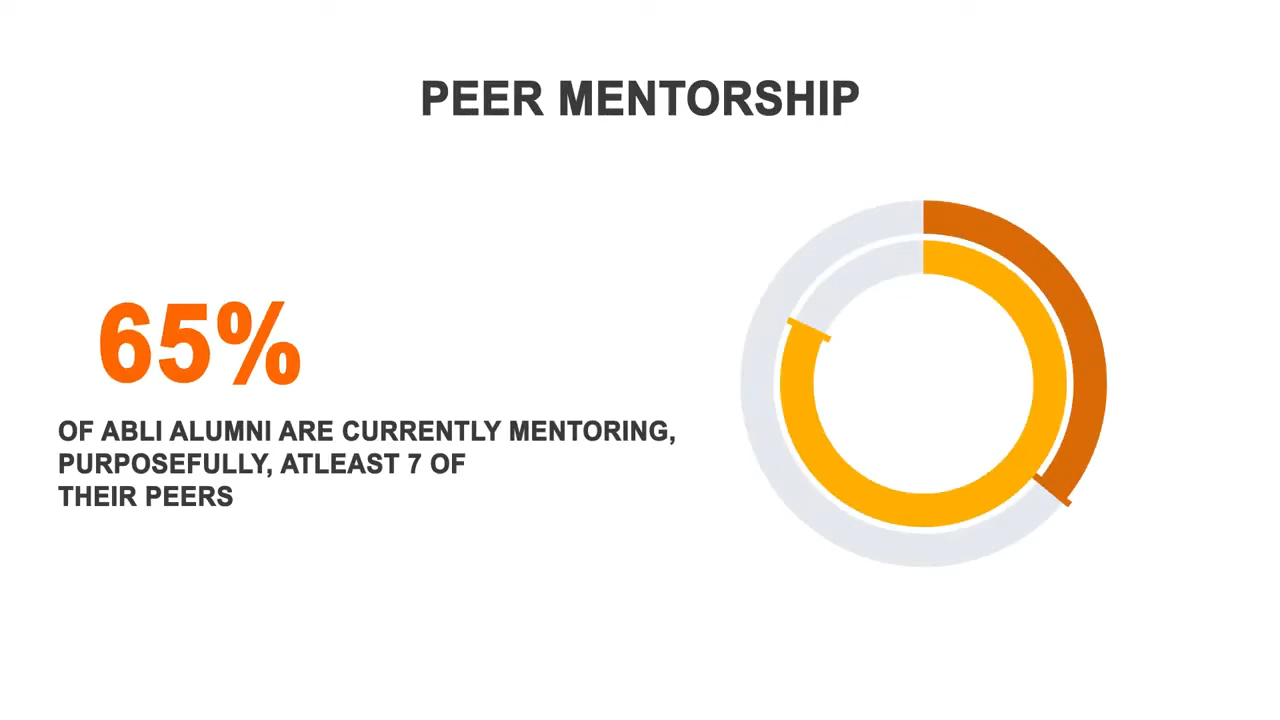 PEER MENTORSHIP
65%
OF ABLI ALUMNI ARE CURRENTLY MENTORING,
PURPOSEFULLY, ATLEAST 7 OF
THEIR PEERS